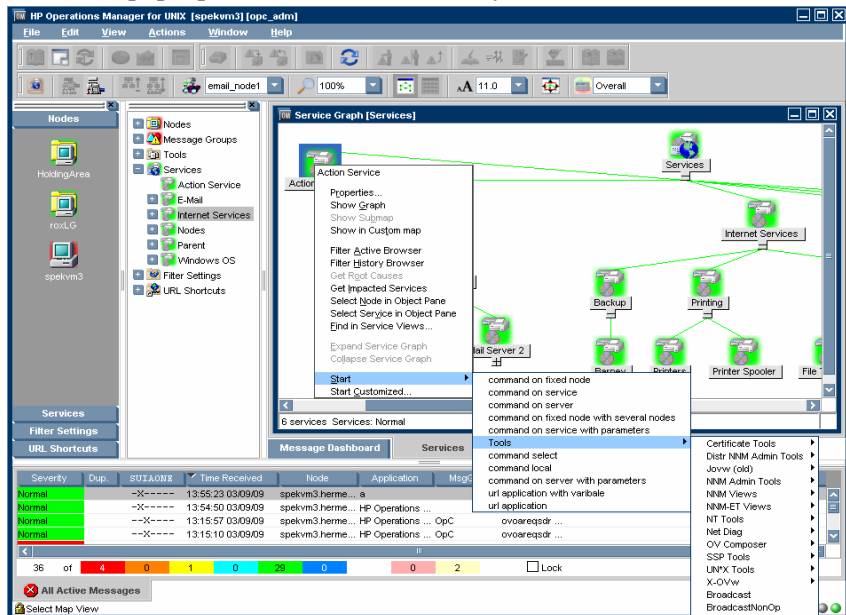 HP Operations Manager for UNIX [spekvm3] [opc_adm]
File Edit View Actions Window Help
email_node1 100% A 11.0 Overall
Nodes
HoldingArea
roxLG
spekvm3
Services
Filter Settings
URL Shortcuts
Nodes
Message Groups
Tools
Services
Action Service
E-Mail
Internet Services
Nodes
Parent
Windows OS
Filter Settings
URL Shortcuts
Service Graph [Services]
Services
Internet Services
Backup Printing
ail Server 2
Barney Printers Printer Spooler File T
Action
Action Service
Properties...
Show Graph
Show Submap
Show in Custom map
Filter Active Browser
Filter History Browser
Get Root Causes
Get Impacted Services
Select Node in Object Pane
Select Service in Object Pane
Find in Service Views...
Expand Service Graph
Collapse Service Graph
Start
Start Customized...
command on fixed node
command on service
command on server
command on fixed node with several nodes
command on service with parameters
Tools
command select
command local
command on server with parameters
url application with varibale
url application
Certificate Tools
Distr NNM Admin Tools
Jovw (old)
NNM Admin Tools
NNM Views
NNM-ET Views
NT Tools
Net Diag
OV Composer
SSP Tools
UN*X Tools
X-OVw
Broadcast
BroadcastNonOp
6 services Services: Normal
Message Dashboard Services
Severity Dup. SUIAONE Time Received Node Application MsgG
Normal --X----- 13:55:23 03/09/09 spekvm3.herme... a
Normal --X----- 13:54:50 03/09/09 spekvm3.herme... HP Operations ...
Normal --X----- 13:15:57 03/09/09 spekvm3.herme... HP Operations ... OpC ovoareqsdr ...
Normal --X----- 13:15:10 03/09/09 spekvm3.herme... HP Operations ... OpC ovoareqsdr ...
36 of 4 0 1 0 29 0 0 2 Lock
All Active Messages
Select Map View